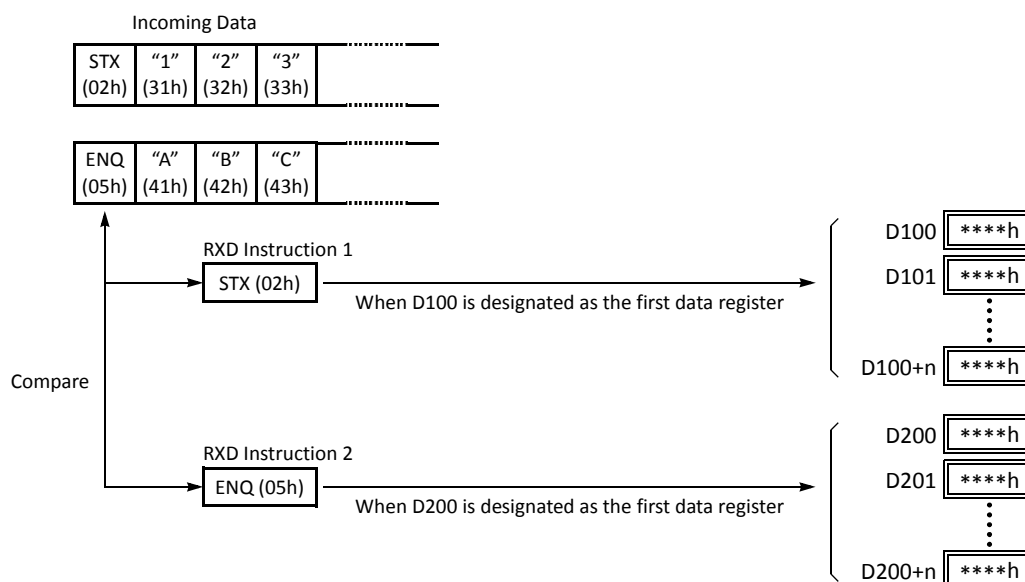 Incoming Data
STX “1” “2” “3”
(02h) (31h) (32h) (33h)
ENQ “A” “B” “C”
(05h) (41h) (42h) (43h)
RXD Instruction 1
STX (02h)
When D100 is designated as the first data register
D100 ****h
D101 ****h
D100+n ****h
Compare
RXD Instruction 2
ENQ (05h)
When D200 is designated as the first data register
D200 ****h
D201 ****h
D200+n ****h